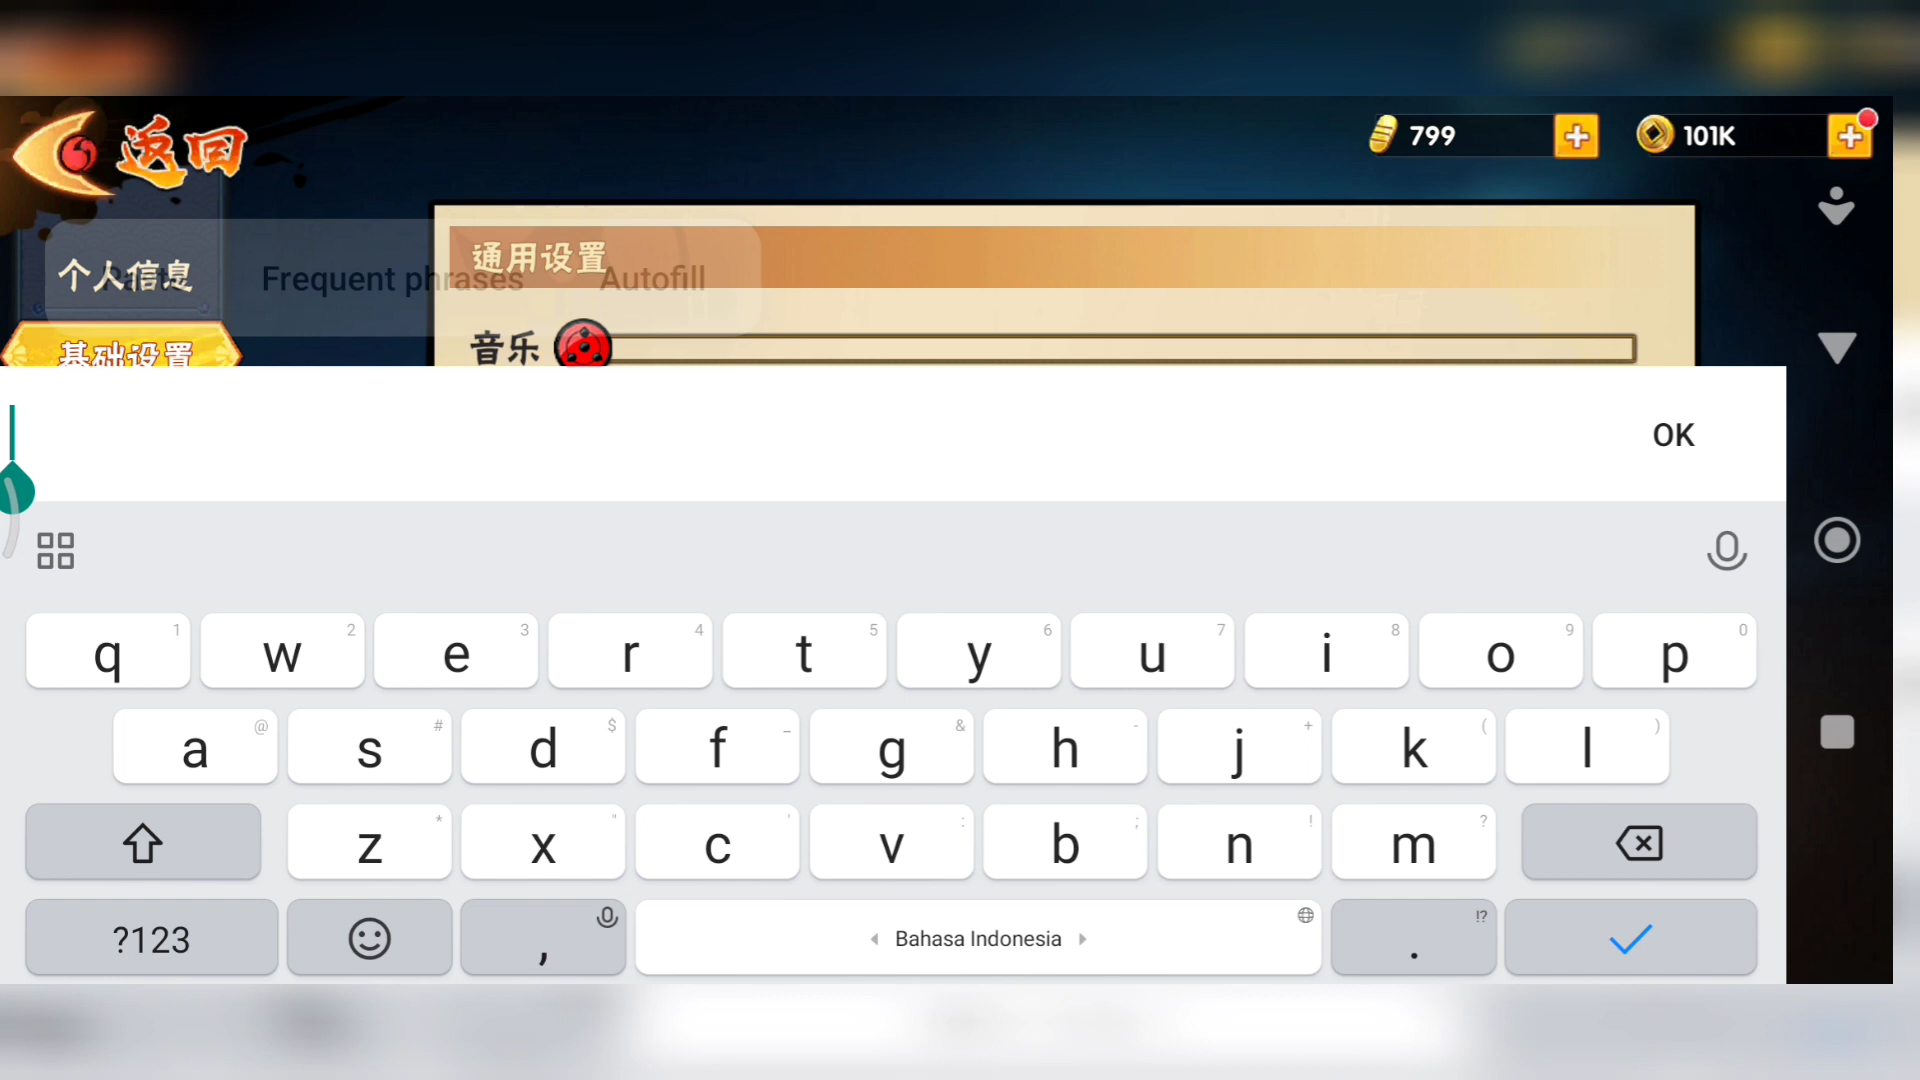 返回
799
101K
通用设置
个人信息
Paste Frequent phrases Autofill
音乐
基础设置
OK
q 1 w 2 e 3 r 4 t 5 y 6 u 7 i 8 o 9 p 0
a @ s # d $ f _ g & h - j + k ( l )
z * x " c ' v : b ; n ! m ?
?123 , Bahasa Indonesia . !?